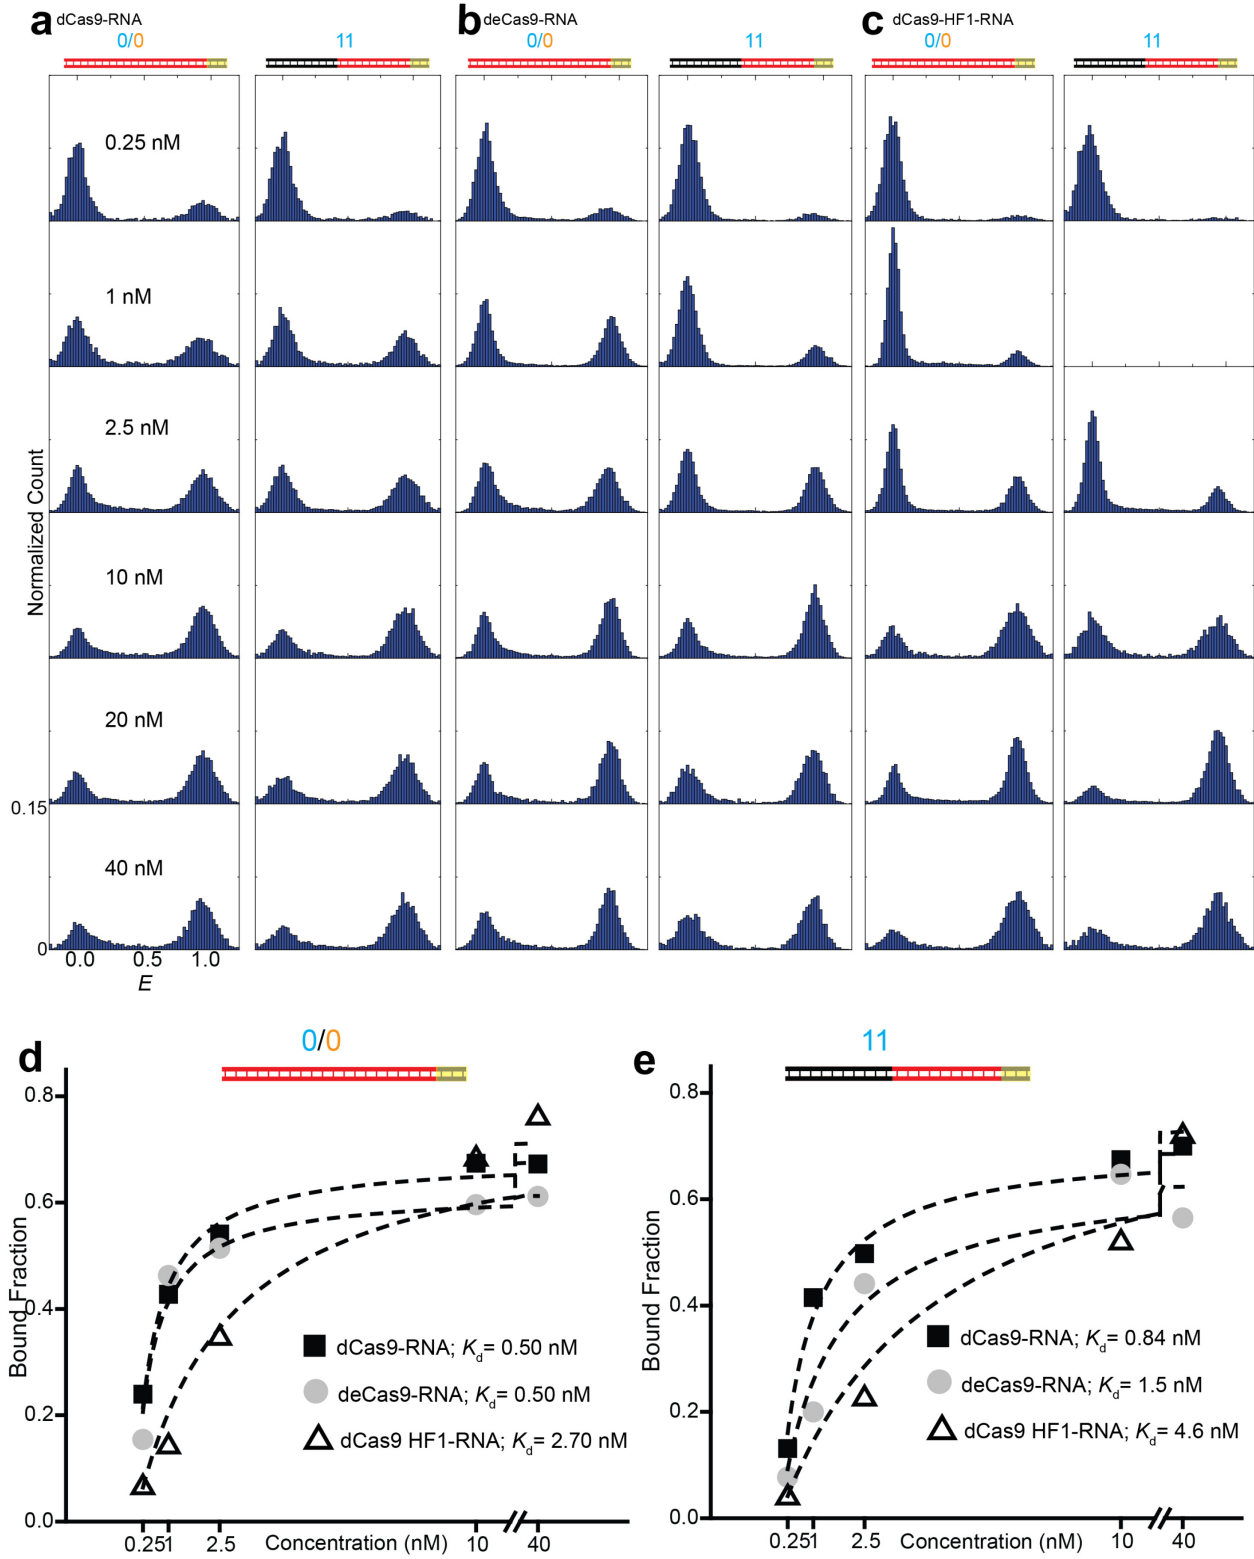 a dCas9-RNA b deCas9-RNA c dCas9-HF1-RNA
0/0 11 0/0 11 0/0 11
0.25 nM
1 nM
2.5 nM
10 nM
20 nM
40 nM
Normalized Count
0.15
0
0.0 0.5 1.0
E
d 0/0
0.8
0.6
0.4
0.2
0.0
Bound Fraction
dCas9-RNA; Kd= 0.50 nM
deCas9-RNA; Kd= 0.50 nM
dCas9 HF1-RNA; Kd= 2.70 nM
0.25 1 2.5 Concentration (nM) 10 40
e 11
0.8
0.6
0.4
0.2
0.0
Bound Fraction
dCas9-RNA; Kd= 0.84 nM
deCas9-RNA; Kd= 1.5 nM
dCas9 HF1-RNA; Kd= 4.6 nM
0.25 1 2.5 Concentration (nM) 10 40